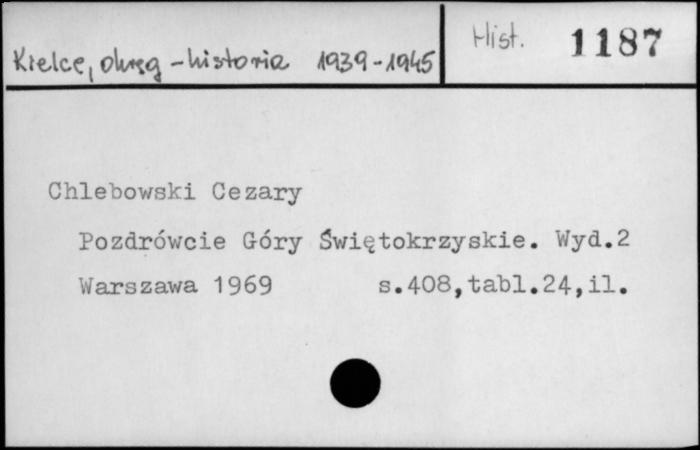 Kielce, okręg - historia 1939-1945
Hist. 1187
Chlebowski Cezary
Pozdrówcie Góry Świętokrzyskie. Wyd.2
Warszawa 1969 s.408,tabl.24,il.